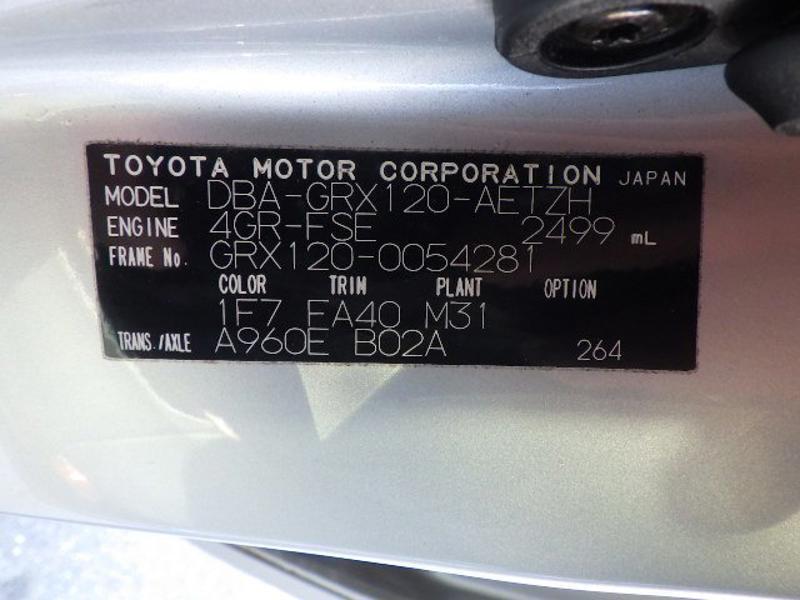 TOYOTA MOTOR CORPORATION JAPAN
MODEL DBA-GRX120-AETZH
ENGINE 4GR-FSE 2499 mL
FRAME No. GRX120-0054281
COLOR TRIM PLANT OPTION
1F7 FA40 M31
TRANS./AXLE A960E B02A 264